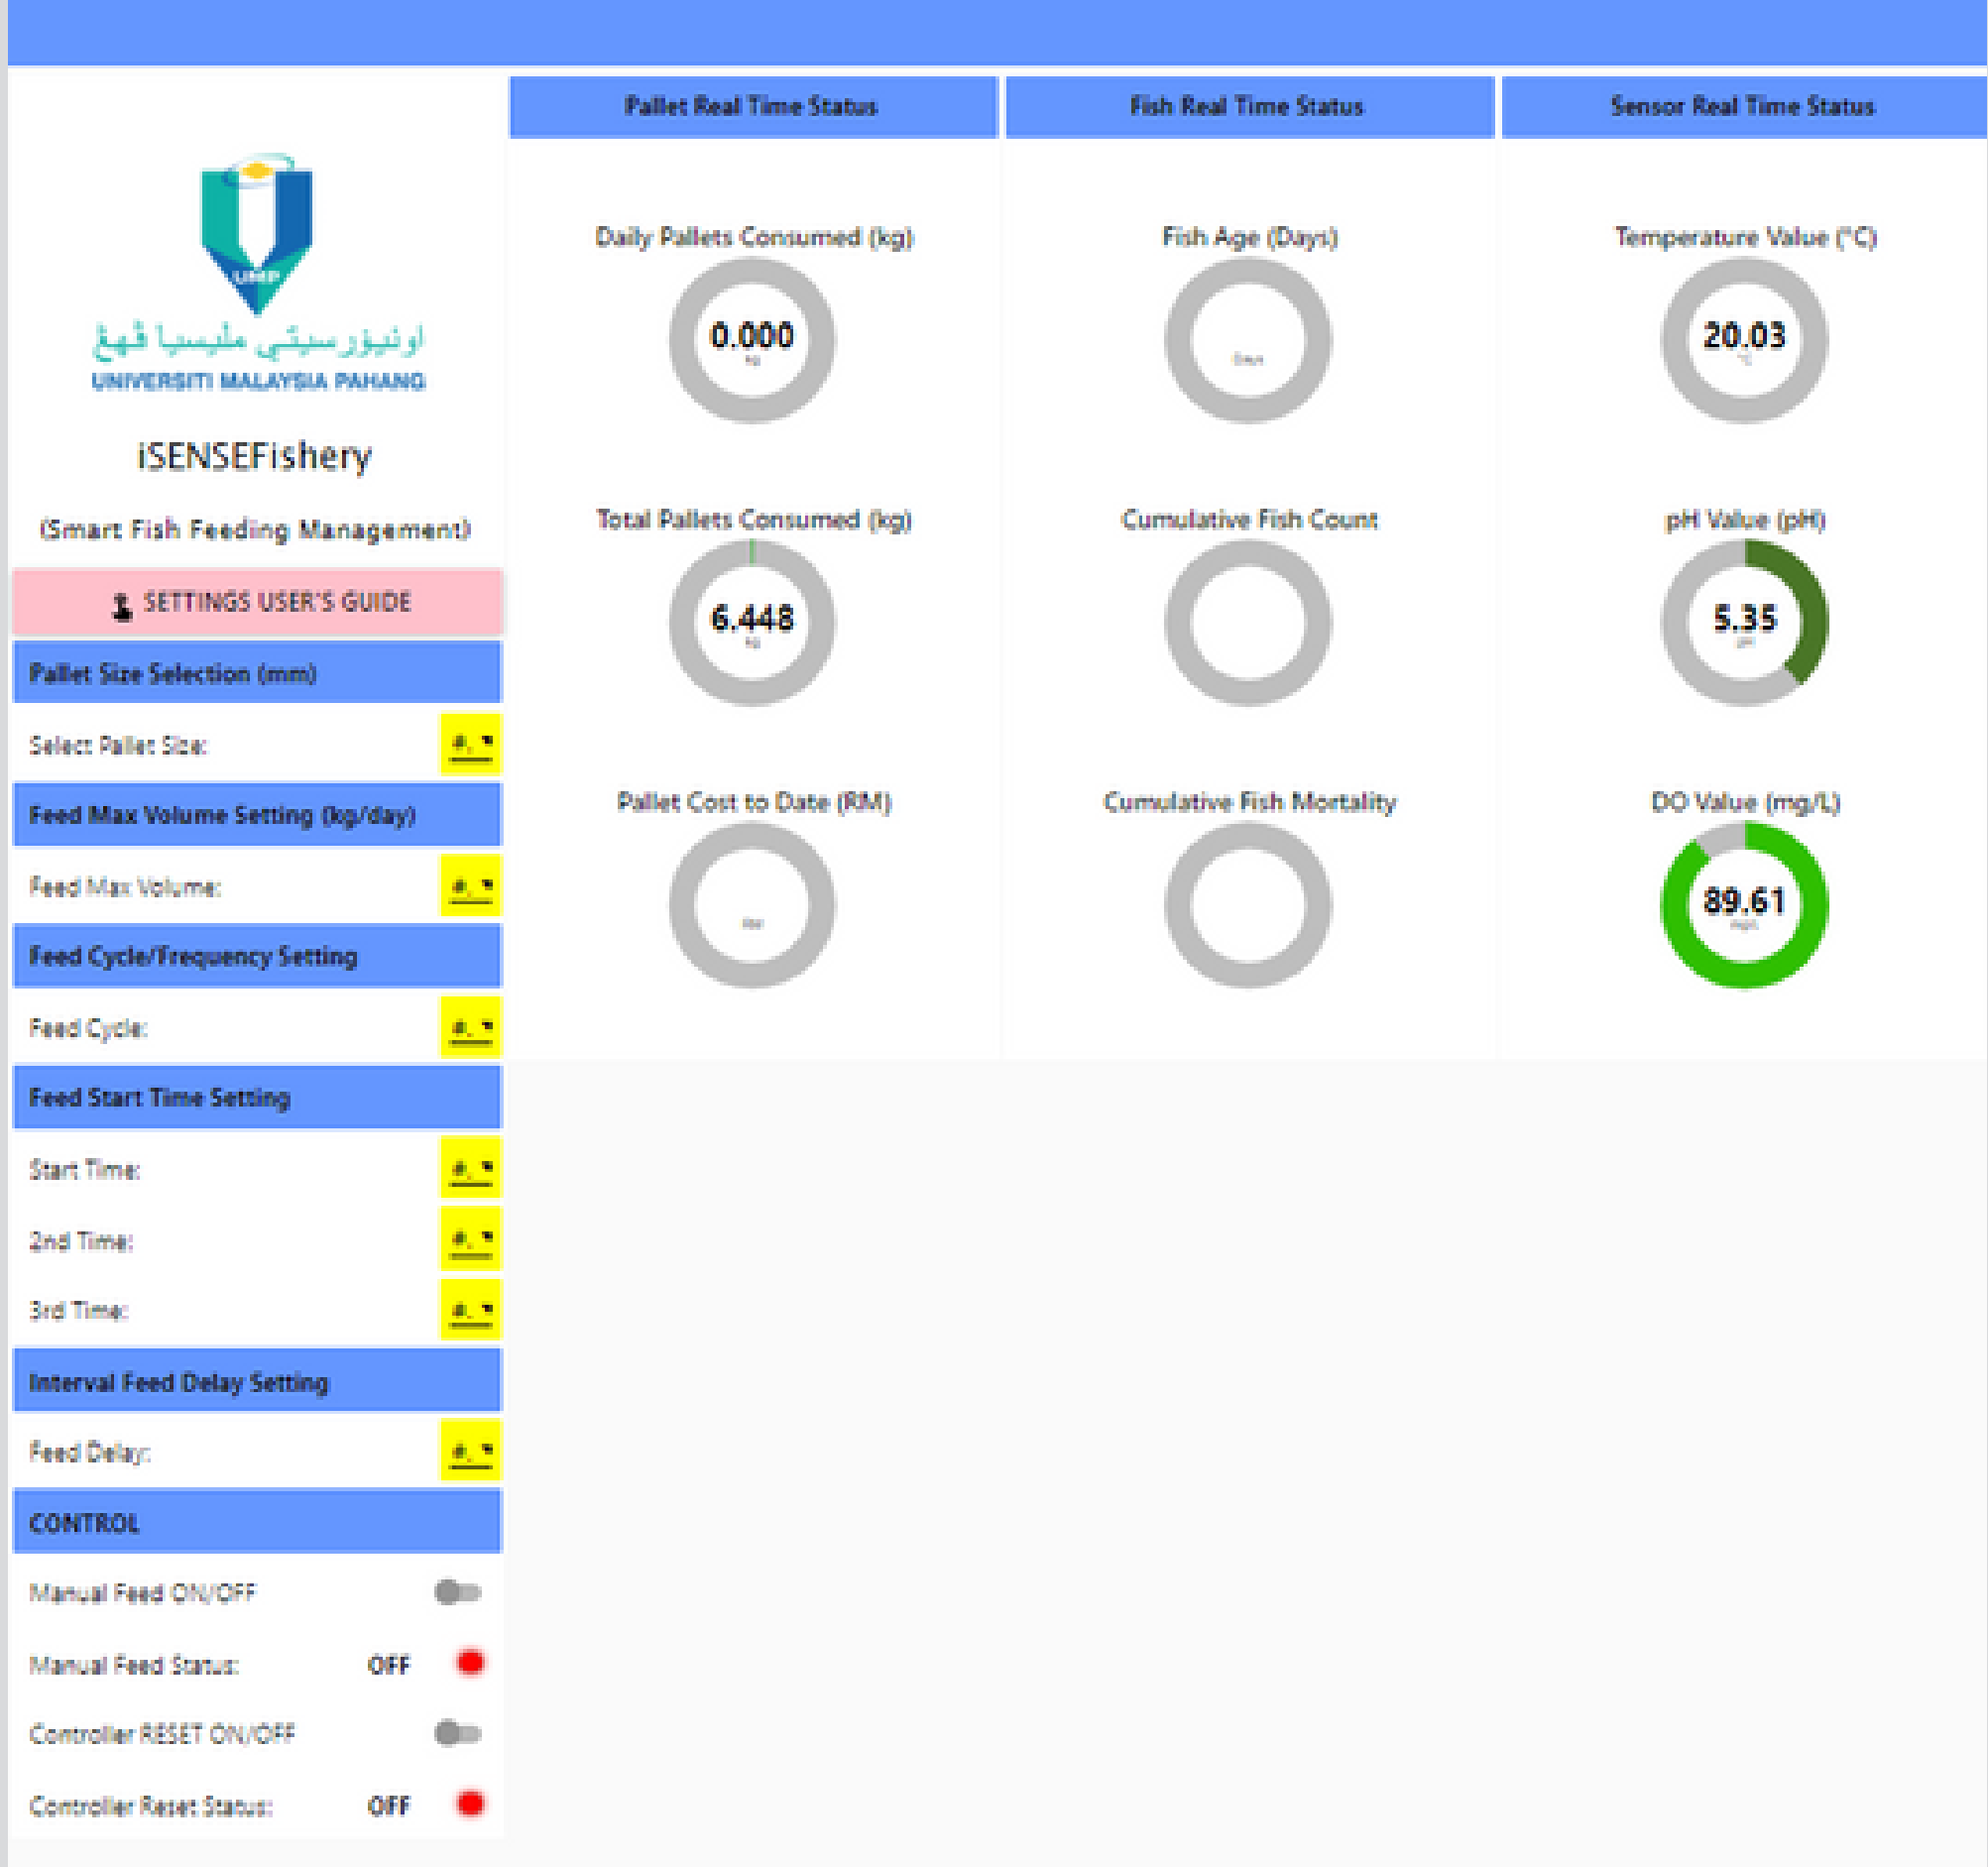 UMP
اونيۏرسيتي مليسيا ڤهڠ
UNIVERSITI MALAYSIA PAHANG
iSENSEFishery
(Smart Fish Feeding Management)
SETTINGS USER'S GUIDE
Pallet Size Selection (mm)
Select Pallet Size:
Feed Max Volume Setting (kg/day)
Feed Max Volume:
Feed Cycle/Frequency Setting
Feed Cycle:
Feed Start Time Setting
Start Time:
2nd Time:
3rd Time:
Interval Feed Delay Setting
Feed Delay:
CONTROL
Manual Feed ON/OFF
Manual Feed Status: OFF
Controller RESET ON/OFF
Controller Reset Status: OFF
Pallet Real Time Status
Daily Pallets Consumed (kg)
0.000
kg
Total Pallets Consumed (kg)
6.448
kg
Pallet Cost to Date (RM)
Fish Real Time Status
Fish Age (Days)
Days
Cumulative Fish Count
Cumulative Fish Mortality
Sensor Real Time Status
Temperature Value (°C)
20.03
°C
pH Value (pH)
5.35
pH
DO Value (mg/L)
89.61
mg/L